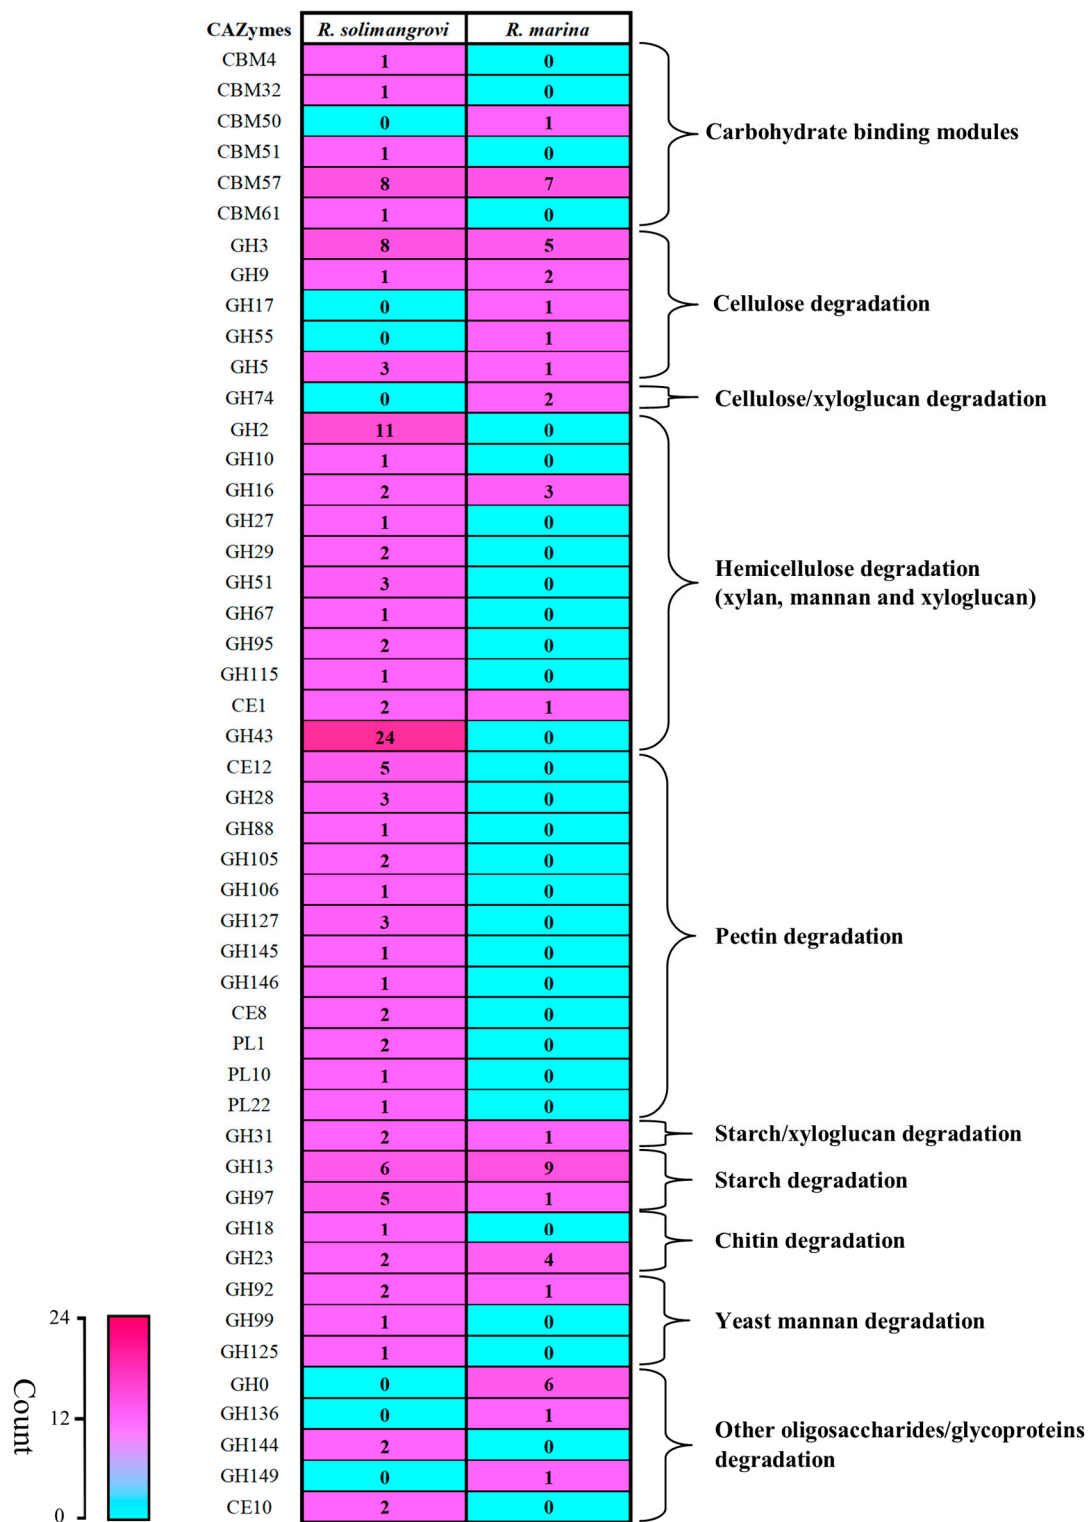 CAZymes R. solimangrovi R. marina
CBM4 1 0
CBM32 1 0
CBM50 0 1
CBM51 1 0
CBM57 8 7
CBM61 1 0
Carbohydrate binding modules
GH3 8 5
GH9 1 2
GH17 0 1
GH55 0 1
GH5 3 1
Cellulose degradation
GH74 0 2
Cellulose/xyloglucan degradation
GH2 11 0
GH10 1 0
GH16 2 3
GH27 1 0
GH29 2 0
GH51 3 0
GH67 1 0
GH95 2 0
GH115 1 0
CE1 2 1
GH43 24 0
Hemicellulose degradation
(xylan, mannan and xyloglucan)
CE12 5 0
GH28 3 0
GH88 1 0
GH105 2 0
GH106 1 0
GH127 3 0
GH145 1 0
GH146 1 0
CE8 2 0
PL1 2 0
PL10 1 0
PL22 1 0
Pectin degradation
GH31 2 1
Starch/xyloglucan degradation
GH13 6 9
GH97 5 1
Starch degradation
GH18 1 0
GH23 2 4
Chitin degradation
GH92 2 1
GH99 1 0
GH125 1 0
Yeast mannan degradation
GH0 0 6
GH136 0 1
GH144 2 0
GH149 0 1
CE10 2 0
Other oligosaccharides/glycoproteins
degradation
24
12
0
Count